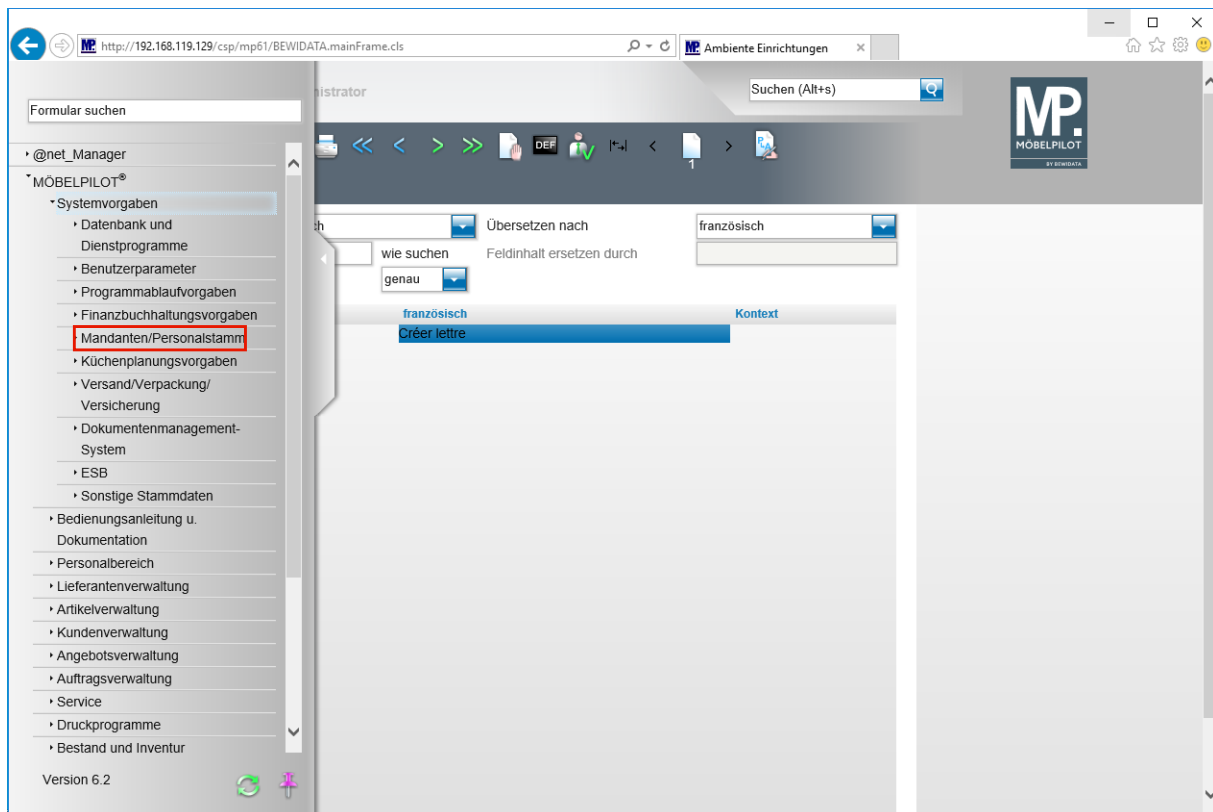 http://192.168.119.129/csp/mp61/BEWIDATA.mainFrame.cls
MP. Ambiente Einrichtungen
nistrator
Suchen (Alt+s)
Formular suchen
MP.
MÖBELPILOT
BY BEWIDATA
DEF
1
@net_Manager
MÖBELPILOT®
Systemvorgaben
Datenbank und
Dienstprogramme
Benutzerparameter
Programmablaufvorgaben
Finanzbuchhaltungsvorgaben
Mandanten/Personalstamm
Küchenplanungsvorgaben
Versand/Verpackung/
Versicherung
Dokumentenmanagement-
System
ESB
Sonstige Stammdaten
Bedienungsanleitung u.
Dokumentation
Personalbereich
Lieferantenverwaltung
Artikelverwaltung
Kundenverwaltung
Angebotsverwaltung
Auftragsverwaltung
Service
Druckprogramme
Bestand und Inventur
Version 6.2
ch Übersetzen nach französisch
wie suchen Feldinhalt ersetzen durch
genau
französisch Kontext
Créer lettre